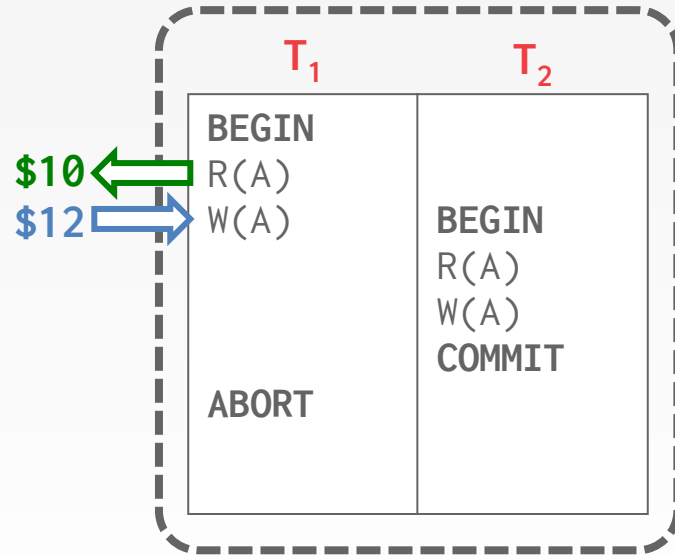 T1 T2
BEGIN
$10 R(A)
$12 W(A) BEGIN
R(A)
W(A)
COMMIT
ABORT